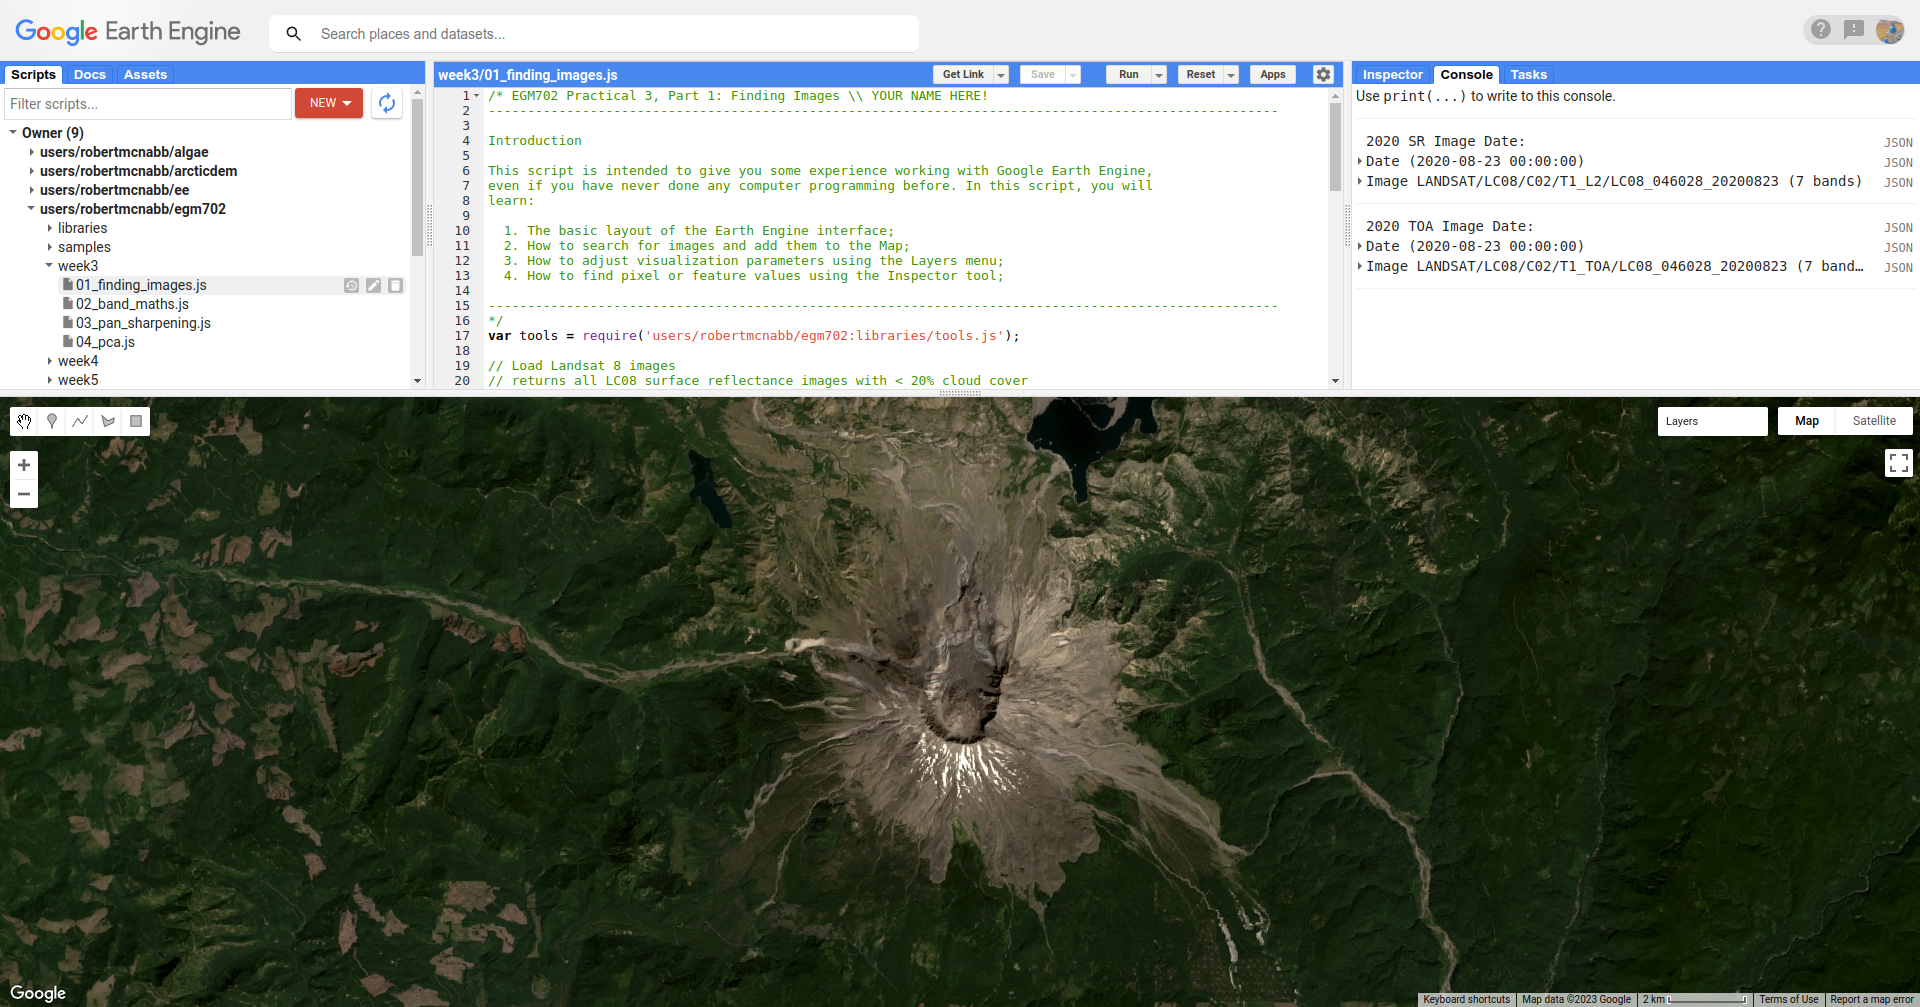 Google Earth Engine
Search places and datasets...
Scripts Docs Assets
Filter scripts...
NEW
Owner (9)
users/robertmcnabb/algae
users/robertmcnabb/arcticdem
users/robertmcnabb/ee
users/robertmcnabb/egm702
libraries
samples
week3
01_finding_images.js
02_band_maths.js
03_pan_sharpening.js
04_pca.js
week4
week5
week3/01_finding_images.js
Get Link Save Run Reset Apps
1 /* EGM702 Practical 3, Part 1: Finding Images \\ YOUR NAME HERE!
2 -----------------------------------------------------------------------------------------------------
3
4 Introduction
5
6 This script is intended to give you some experience working with Google Earth Engine,
7 even if you have never done any computer programming before. In this script, you will
8 learn:
9
10 1. The basic layout of the Earth Engine interface;
11 2. How to search for images and add them to the Map;
12 3. How to adjust visualization parameters using the Layers menu;
13 4. How to find pixel or feature values using the Inspector tool;
14
15 -----------------------------------------------------------------------------------------------------
16 */
17 var tools = require('users/robertmcnabb/egm702:libraries/tools.js');
18
19 // Load Landsat 8 images
20 // returns all LC08 surface reflectance images with < 20% cloud cover
Inspector Console Tasks
Use print(...) to write to this console.
2020 SR Image Date: JSON
Date (2020-08-23 00:00:00) JSON
Image LANDSAT/LC08/C02/T1_L2/LC08_046028_20200823 (7 bands) JSON
2020 TOA Image Date: JSON
Date (2020-08-23 00:00:00) JSON
Image LANDSAT/LC08/C02/T1_TOA/LC08_046028_20200823 (7 band… JSON
Layers
Map Satellite
+
−
Google
Keyboard shortcuts Map data ©2023 Google 2 km Terms of Use Report a map error